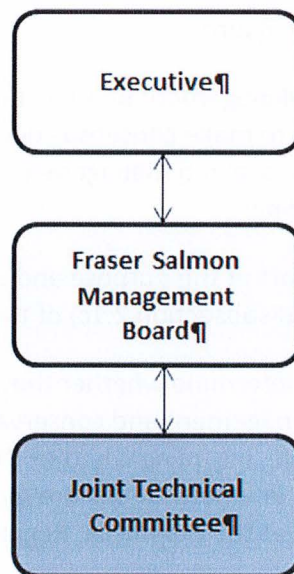 Executive¶
Fraser Salmon
Management
Board¶
Joint Technical
Committee¶